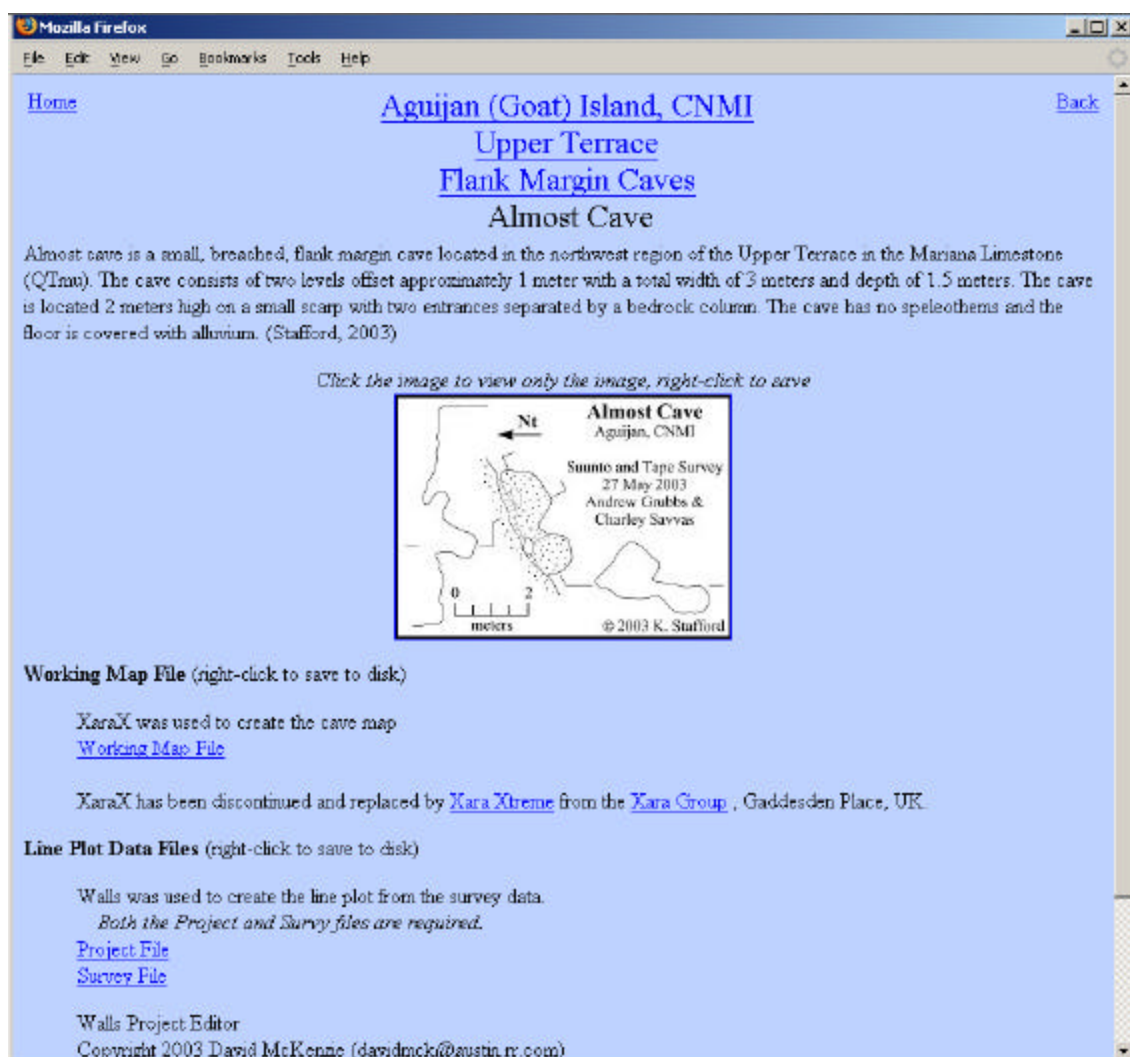 Mozilla Firefox
File Edit View Go Bookmarks Tools Help
Home
Back
Aguijan (Goat) Island, CNMI
Upper Terrace
Flank Margin Caves
Almost Cave
Almost cave is a small, breached, flank margin cave located in the northwest region of the Upper Terrace in the Mariana Limestone
(QTmu). The cave consists of two levels offset approximately 1 meter with a total width of 3 meters and depth of 1.5 meters. The cave
is located 2 meters high on a small scarp with two entrances separated by a bedrock column. The cave has no speleothems and the
floor is covered with alluvium. (Stafford, 2003)
Click the image to view only the image, right-click to save
Nt
Almost Cave
Aguijan, CNMI
Suunto and Tape Survey
27 May 2003
Andrew Grubbs &
Charley Savvas
0 2
meters
© 2003 K. Stafford
Working Map File (right-click to save to disk)
XaraX was used to create the cave map
Working Map File
XaraX has been discontinued and replaced by Xara Xtreme from the Xara Group , Gaddesden Place, UK.
Line Plot Data Files (right-click to save to disk)
Walls was used to create the line plot from the survey data.
Both the Project and Survy files are required.
Project File
Survey File
Walls Project Editor
Copyright 2003 David McKenzie (davidmck@austin.rr.com)